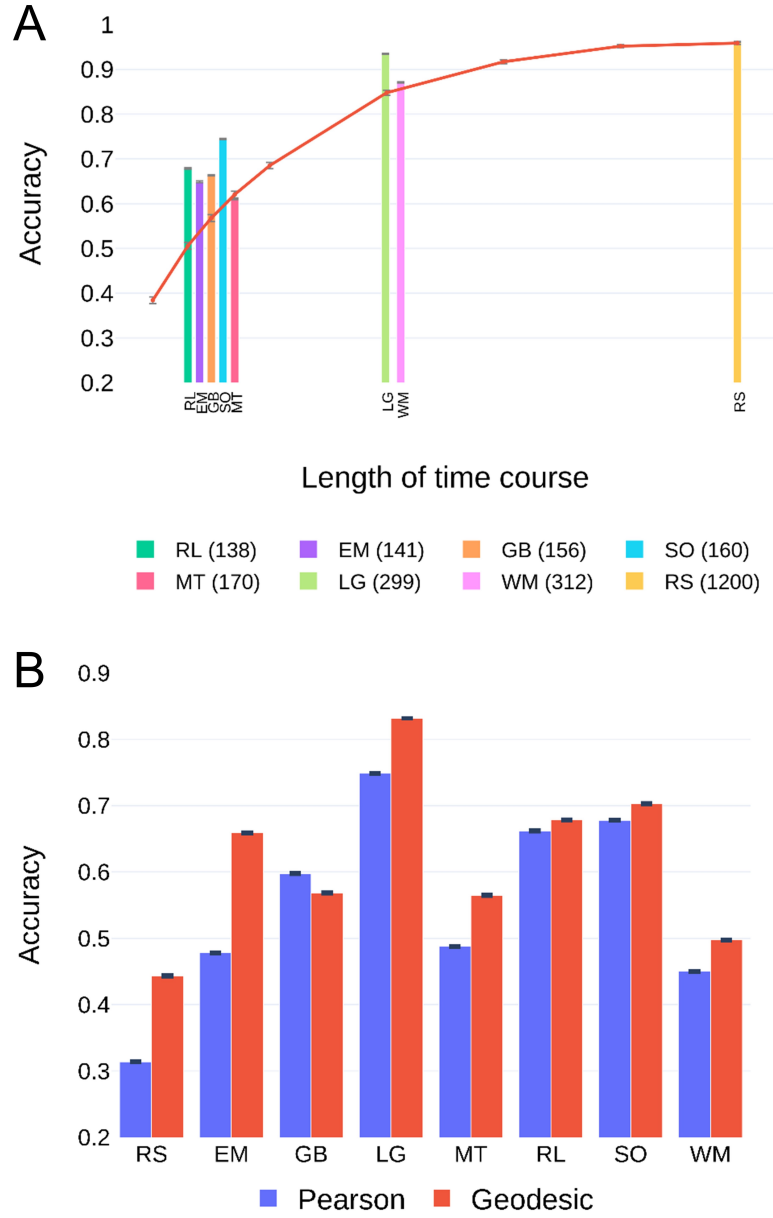 A
1
0.9
0.8
0.7
0.6
0.5
0.4
0.3
0.2
Accuracy
RL
EM
GB
SO
MT
LG
WM
RS
Length of time course
RL (138) EM (141) GB (156) SO (160)
MT (170) LG (299) WM (312) RS (1200)
B
0.9
0.8
0.7
0.6
0.5
0.4
0.3
0.2
Accuracy
RS EM GB LG MT RL SO WM
Pearson Geodesic